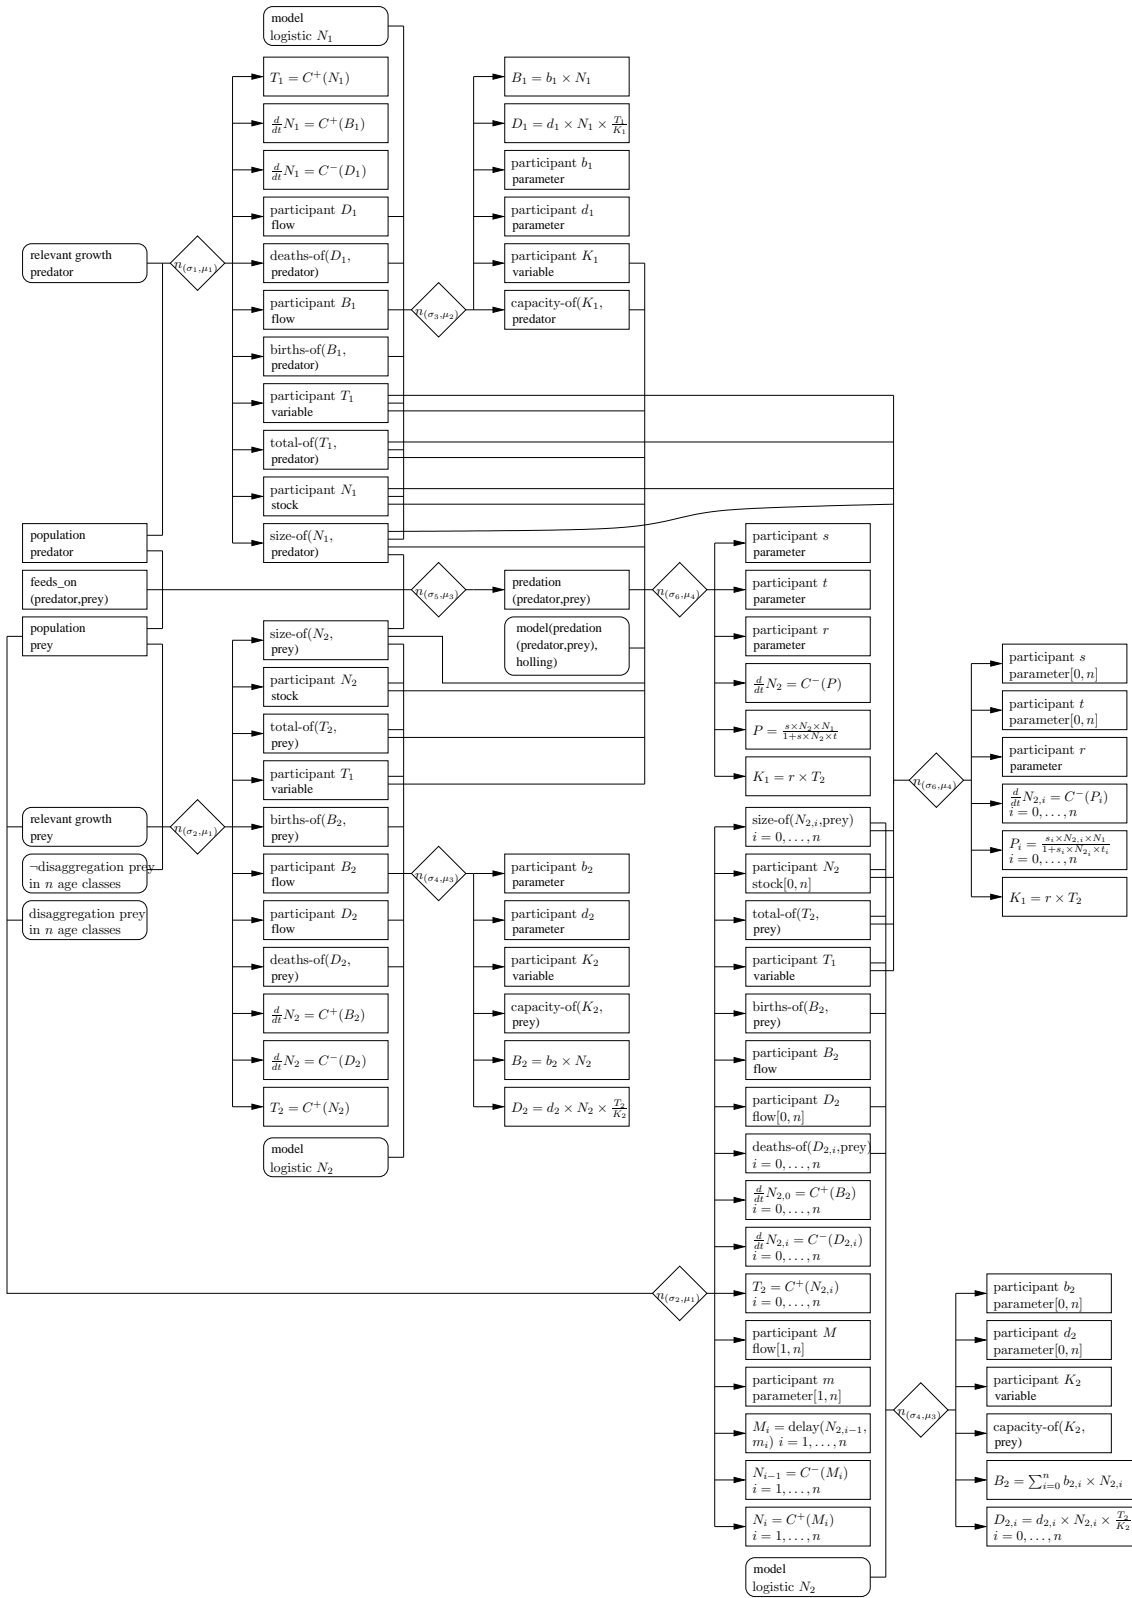 model
logistic N₁
T₁ = C⁺(N₁)
d/dt N₁ = C⁺(B₁)
d/dt N₁ = C⁻(D₁)
participant D₁
flow
deaths-of(D₁,
predator)
participant B₁
flow
births-of(B₁,
predator)
participant T₁
variable
total-of(T₁,
predator)
participant N₁
stock
size-of(N₁,
predator)
relevant growth
predator
n(σ₁,μ₁)
B₁ = b₁ × N₁
D₁ = d₁ × N₁ × T₁/K₁
participant b₁
parameter
participant d₁
parameter
participant K₁
variable
capacity-of(K₁,
predator
n(σ₃,μ₂)
population
predator
feeds_on
(predator,prey)
population
prey
n(σ₅,μ₃)
predation
(predator,prey)
model(predation
(predator,prey),
holling)
n(σ₆,μ₄)
participant s
parameter
participant t
parameter
participant r
parameter
d/dt N₂ = C⁻(P)
P = s×N₂×N₁/1+s×N₂×t
K₁ = r × T₂
size-of(N₂,
prey)
participant N₂
stock
total-of(T₂,
prey)
participant T₁
variable
births-of(B₂,
prey)
participant B₂
flow
participant D₂
flow
deaths-of(D₂,
prey)
d/dt N₂ = C⁺(B₂)
d/dt N₂ = C⁻(D₂)
T₂ = C⁺(N₂)
model
logistic N₂
relevant growth
prey
¬disaggregation prey
in n age classes
disaggregation prey
in n age classes
n(σ₂,μ₁)
n(σ₄,μ₃)
participant b₂
parameter
participant d₂
parameter
participant K₂
variable
capacity-of(K₂,
prey)
B₂ = b₂ × N₂
D₂ = d₂ × N₂ × T₂/K₂
n(σ₆,μ₄)
participant s
parameter[0, n]
participant t
parameter[0, n]
participant r
parameter
d/dt N₂,ᵢ = C⁻(Pᵢ)
i = 0, . . . , n
Pᵢ = sᵢ×N₂,ᵢ×N₁/1+sᵢ×N₂ᵢ×tᵢ
i = 0, . . . , n
K₁ = r × T₂
size-of(N₂,ᵢ,prey)
i = 0, . . . , n
participant N₂
stock[0, n]
total-of(T₂,
prey)
participant T₁
variable
births-of(B₂,
prey)
participant B₂
flow
participant D₂
flow[0, n]
deaths-of(D₂,ᵢ,prey)
i = 0, . . . , n
d/dt N₂,₀ = C⁺(B₂)
i = 0, . . . , n
d/dt N₂,ᵢ = C⁻(D₂,ᵢ)
i = 0, . . . , n
T₂ = C⁺(N₂,ᵢ)
i = 0, . . . , n
participant M
flow[1, n]
participant m
parameter[1, n]
Mᵢ = delay(N₂,ᵢ₋₁,
mᵢ) i = 1, . . . , n
Nᵢ₋₁ = C⁻(Mᵢ)
i = 1, . . . , n
Nᵢ = C⁺(Mᵢ)
i = 1, . . . , n
model
logistic N₂
n(σ₂,μ₁)
n(σ₄,μ₃)
participant b₂
parameter[0, n]
participant d₂
parameter[0, n]
participant K₂
variable
capacity-of(K₂,
prey)
B₂ = ∑ⁿᵢ₌₀ b₂,ᵢ × N₂,ᵢ
D₂,ᵢ = d₂,ᵢ × N₂,ᵢ × T₂/K₂
i = 0, . . . , n